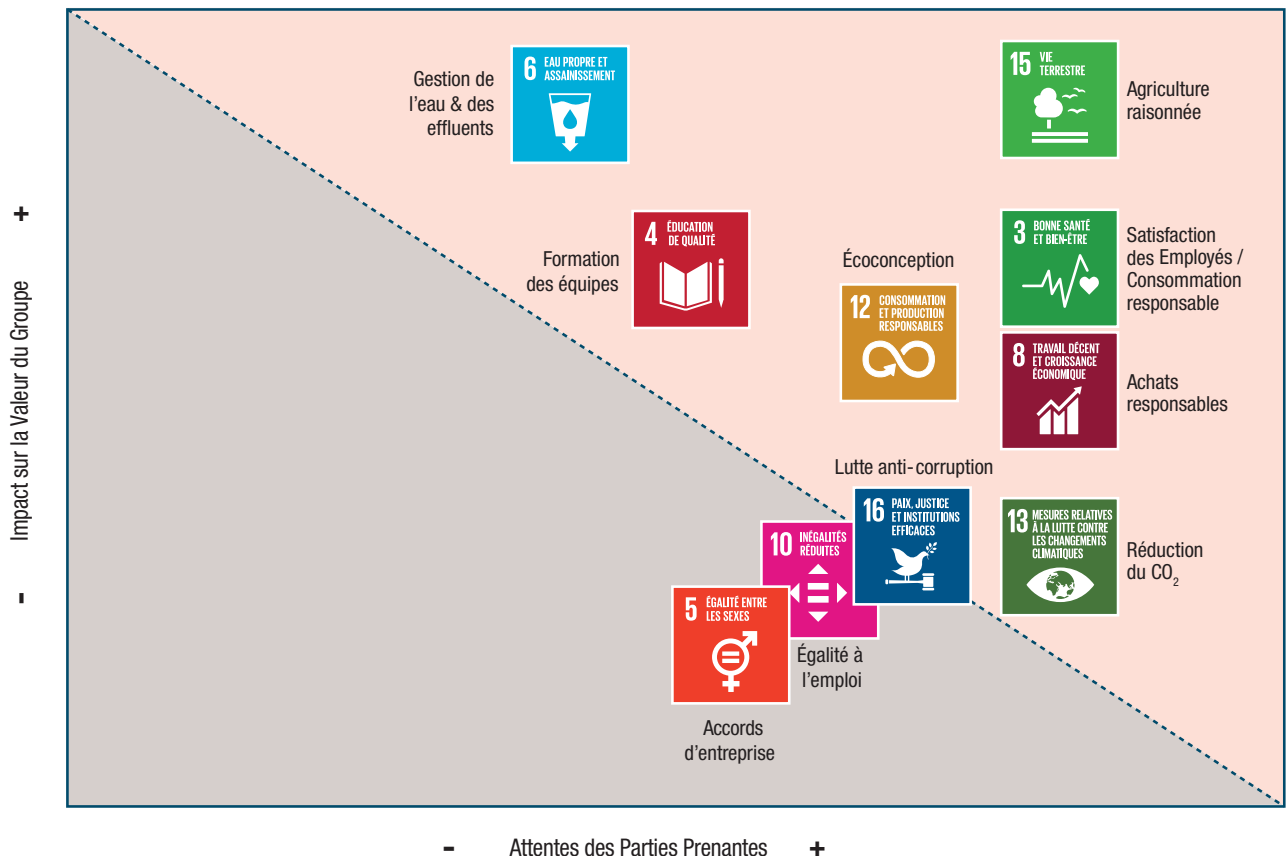 6 EAU PROPRE ET
ASSAINISSEMENT
Gestion de
l'eau & des
effluents
15 VIE
TERRESTRE
Agriculture
raisonnée
4 ÉDUCATION
DE QUALITÉ
Formation
des équipes
Écoconception
12 CONSOMMATION
ET PRODUCTION
RESPONSABLES
3 BONNE SANTÉ
ET BIEN-ÊTRE
Satisfaction
des Employés /
Consommation
responsable
8 TRAVAIL DÉCENT
ET CROISSANCE
ÉCONOMIQUE
Achats
responsables
Lutte anti-corruption
16 PAIX, JUSTICE
ET INSTITUTIONS
EFFICACES
13 MESURES RELATIVES
À LA LUTTE CONTRE
LES CHANGEMENTS
CLIMATIQUES
Réduction
du CO₂
10 INÉGALITÉS
RÉDUITES
Égalité à
l'emploi
5 ÉGALITÉ ENTRE
LES SEXES
Accords
d'entreprise
- Impact sur la Valeur du Groupe +
- Attentes des Parties Prenantes +